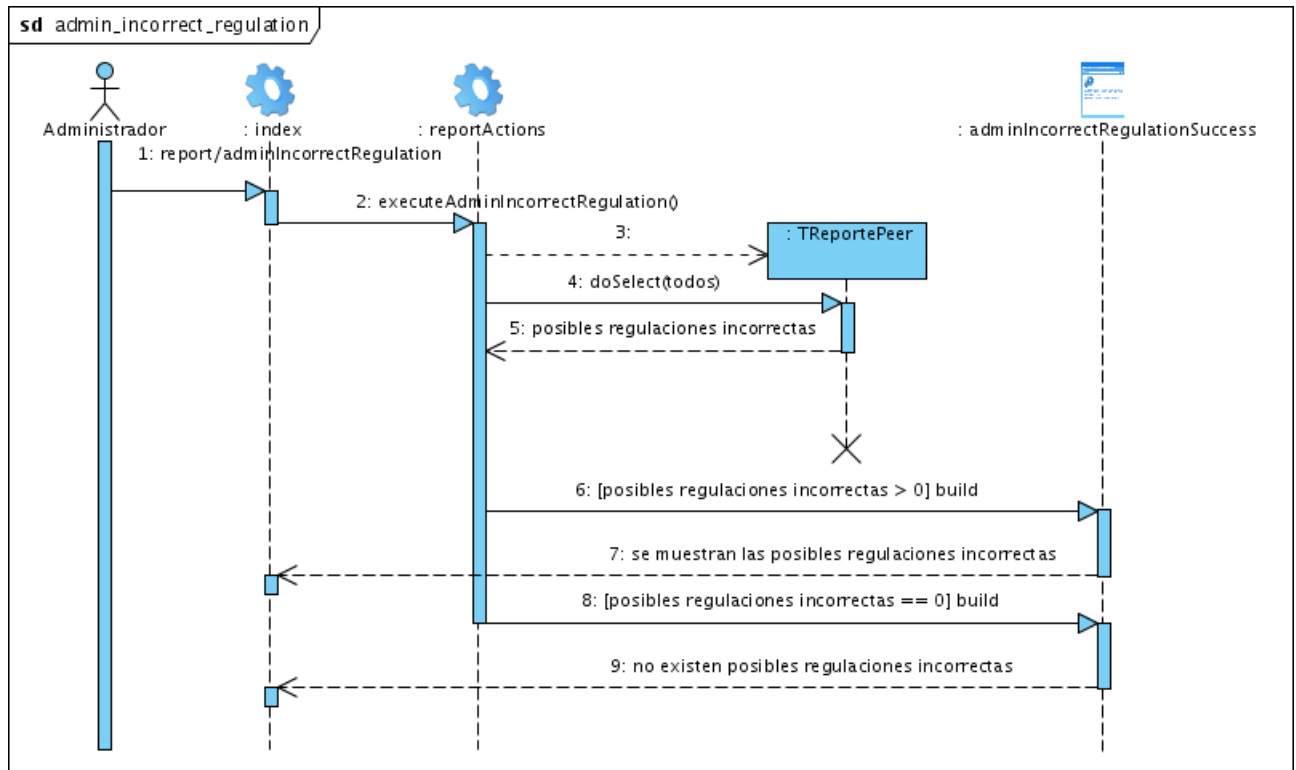 sd admin_incorrect_regulation
Administrador
: index
: reportActions
: adminIncorrectRegulationSuccess
1: report/adminIncorrectRegulation
2: executeAdminIncorrectRegulation()
3:
: TReportePeer
4: doSelect(todos)
5: posibles regulaciones incorrectas
6: [posibles regulaciones incorrectas > 0] build
7: se muestran las posibles regulaciones incorrectas
8: [posibles regulaciones incorrectas == 0] build
9: no existen posibles regulaciones incorrectas